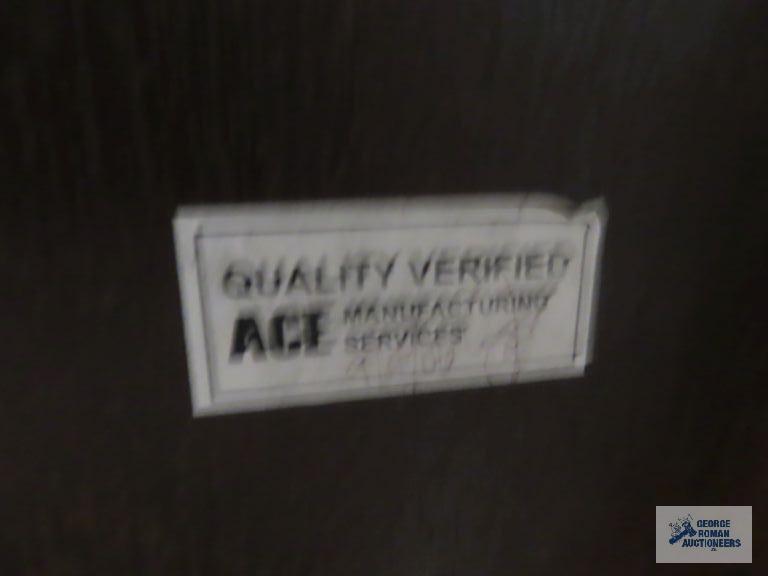 QUALITY VERIFIED
ACE MANUFACTURING
SERVICES
GEORGE
ROMAN
AUCTIONEERS